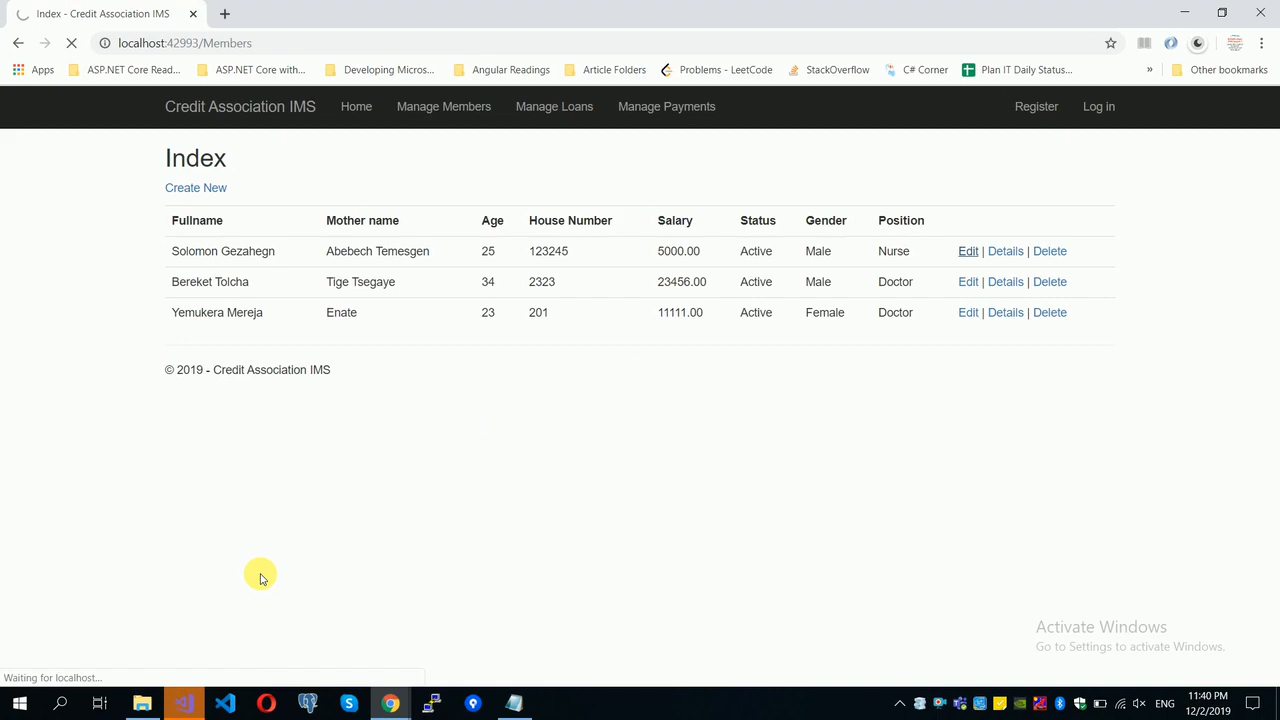 Index - Credit Association IMS
localhost:42993/Members
Apps ASP.NET Core Read... ASP.NET Core with... Developing Micros... Angular Readings Article Folders Problems - LeetCode StackOverflow C# Corner Plan IT Daily Status... » Other bookmarks
Credit Association IMS Home Manage Members Manage Loans Manage Payments Register Log in
Index
Create New
Fullname Mother name Age House Number Salary Status Gender Position
Solomon Gezahegn Abebech Temesgen 25 123245 5000.00 Active Male Nurse Edit | Details | Delete
Bereket Tolcha Tige Tsegaye 34 2323 23456.00 Active Male Doctor Edit | Details | Delete
Yemukera Mereja Enate 23 201 11111.00 Active Female Doctor Edit | Details | Delete
© 2019 - Credit Association IMS
Activate Windows
Go to Settings to activate Windows.
Waiting for localhost...
ENG
11:40 PM
12/2/2019